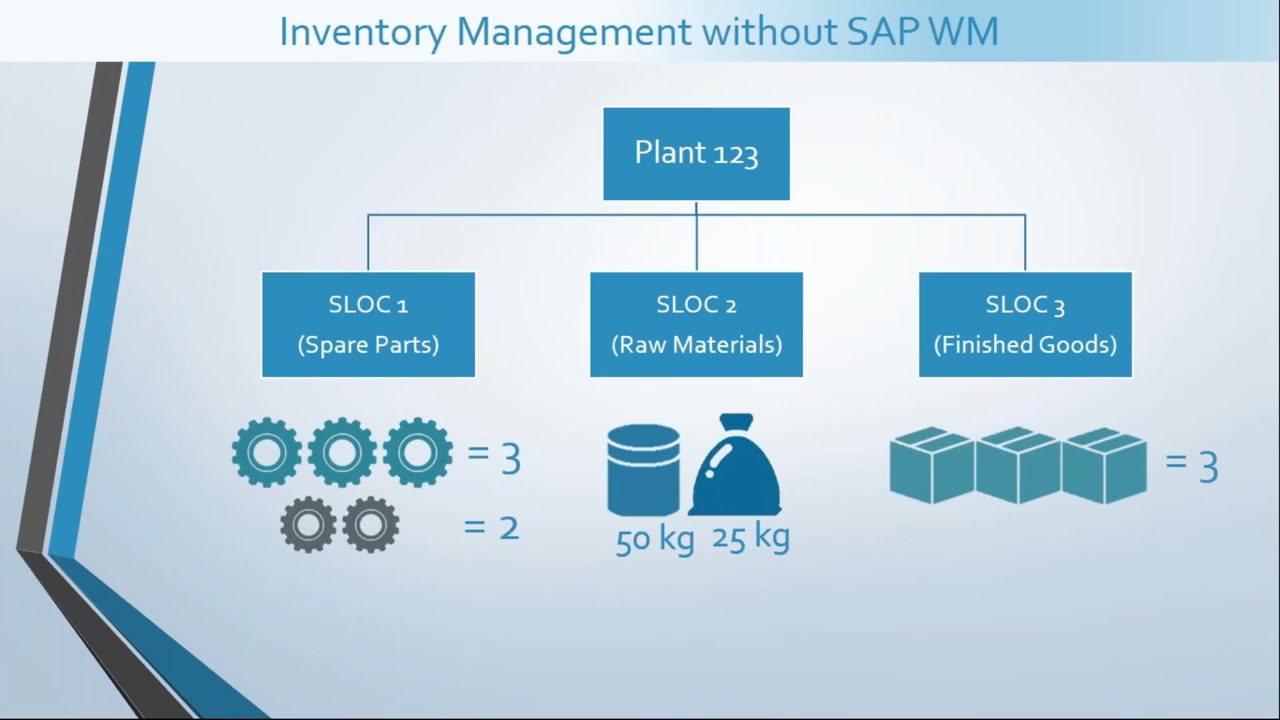 Inventory Management without SAP WM
Plant 123
SLOC 1
(Spare Parts)
SLOC 2
(Raw Materials)
SLOC 3
(Finished Goods)
= 3
= 2
50 kg
25 kg
= 3